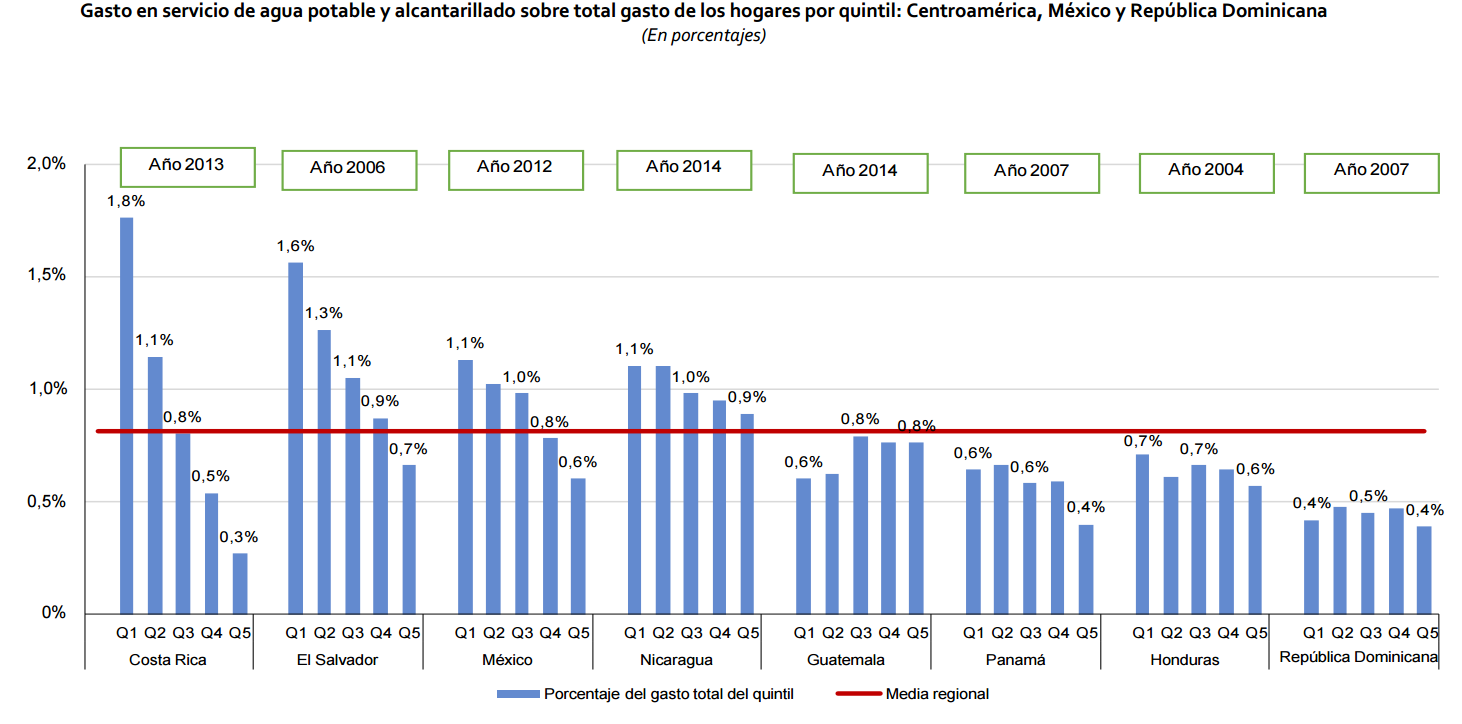 Gasto en servicio de agua potable y alcantarillado sobre total gasto de los hogares por quintil: Centroamérica, México y República Dominicana
(En porcentajes)
Año 2013 Año 2006 Año 2012 Año 2014 Año 2014 Año 2007 Año 2004 Año 2007
2,0%
1,5%
1,0%
0,5%
0%
1,8% 1,1% 0,8% 0,5% 0,3%
1,6% 1,3% 1,1% 0,9% 0,7%
1,1% 1,0% 0,8% 0,6%
1,1% 1,0% 0,9%
0,6% 0,8% 0,8%
0,6% 0,6% 0,4%
0,7% 0,7% 0,6%
0,4% 0,5% 0,4%
Q1 Q2 Q3 Q4 Q5 Q1 Q2 Q3 Q4 Q5 Q1 Q2 Q3 Q4 Q5 Q1 Q2 Q3 Q4 Q5 Q1 Q2 Q3 Q4 Q5 Q1 Q2 Q3 Q4 Q5 Q1 Q2 Q3 Q4 Q5 Q1 Q2 Q3 Q4 Q5
Costa Rica El Salvador México Nicaragua Guatemala Panamá Honduras República Dominicana
Porcentaje del gasto total del quintil Media regional